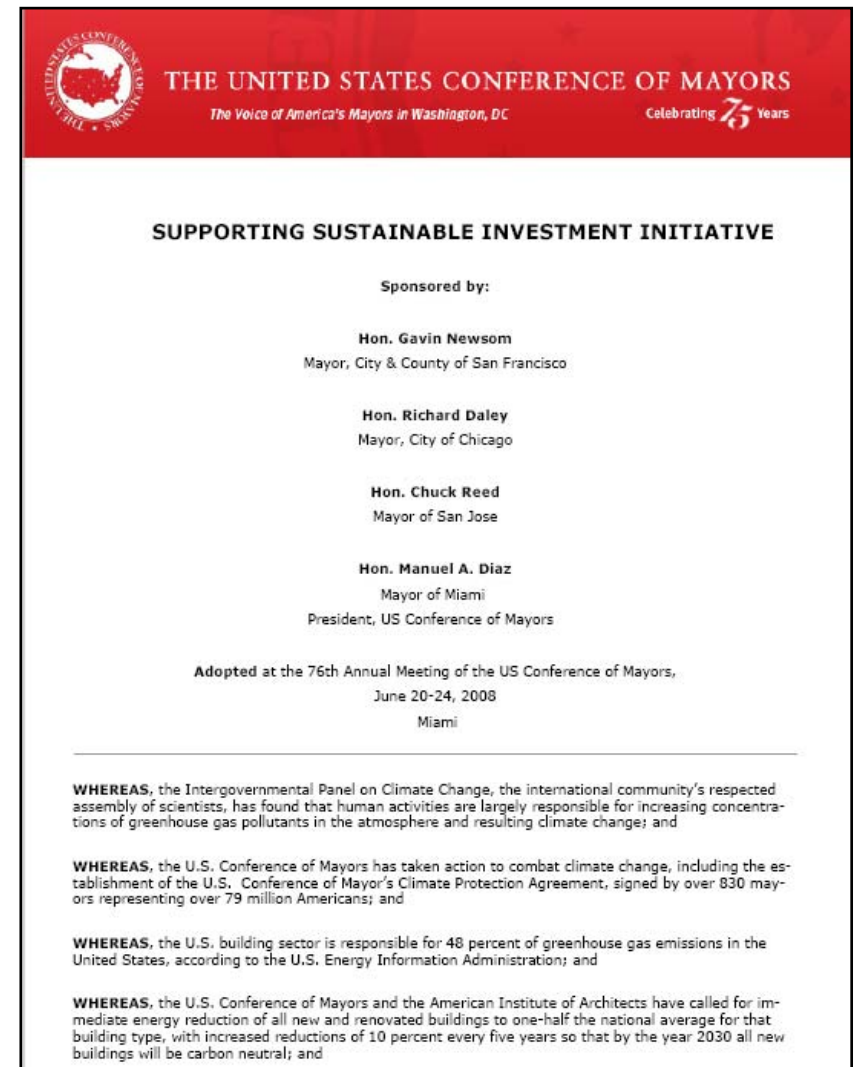 THE UNITED STATES CONFERENCE OF MAYORS
THE UNITED STATES CONFERENCE OF MAYORS
The Voice of America's Mayors in Washington, DC
Celebrating 75 Years
SUPPORTING SUSTAINABLE INVESTMENT INITIATIVE
Sponsored by:
Hon. Gavin Newsom
Mayor, City & County of San Francisco
Hon. Richard Daley
Mayor, City of Chicago
Hon. Chuck Reed
Mayor of San Jose
Hon. Manuel A. Diaz
Mayor of Miami
President, US Conference of Mayors
Adopted at the 76th Annual Meeting of the US Conference of Mayors,
June 20-24, 2008
Miami
WHEREAS, the Intergovernmental Panel on Climate Change, the international community's respected
assembly of scientists, has found that human activities are largely responsible for increasing concentra-
tions of greenhouse gas pollutants in the atmosphere and resulting climate change; and
WHEREAS, the U.S. Conference of Mayors has taken action to combat climate change, including the es-
tablishment of the U.S. Conference of Mayor's Climate Protection Agreement, signed by over 830 may-
ors representing over 79 million Americans; and
WHEREAS, the U.S. building sector is responsible for 48 percent of greenhouse gas emissions in the
United States, according to the U.S. Energy Information Administration; and
WHEREAS, the U.S. Conference of Mayors and the American Institute of Architects have called for im-
mediate energy reduction of all new and renovated buildings to one-half the national average for that
building type, with increased reductions of 10 percent every five years so that by the year 2030 all new
buildings will be carbon neutral; and